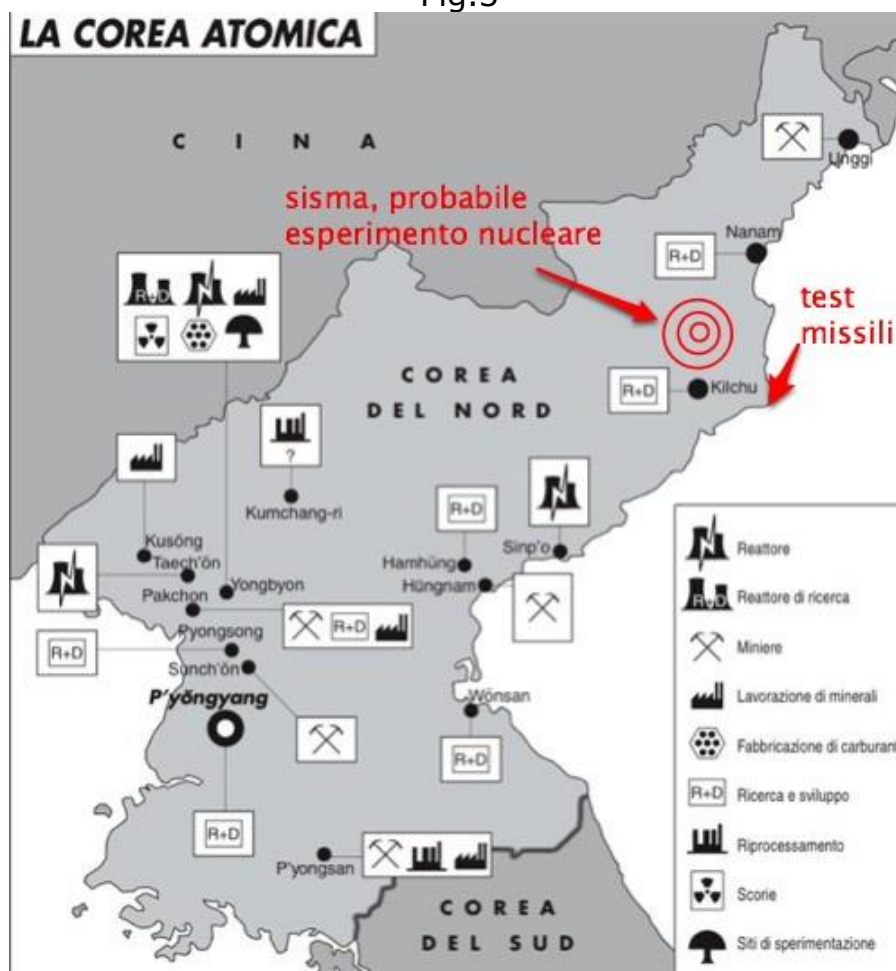 Fig.3
LA COREA ATOMICA
C I N A
Unggi
sisma, probabile
esperimento nucleare
Nanam
R+D
test
missili
R+D
COREA
DEL NORD
R+D
Kilchu
?
Kumchang-ri
R+D
Kusŏng
Taech'ŏn
Hamhŭng
Sinp'o
Yongbyon
Hŭngnam
Pakchon
Pyongsong
R+D
R+D
Sunch'ŏn
P'yŏngyang
Wŏnsan
R+D
R+D
P'yongsan
COREA
DEL SUD
Reattore
R+D
Reattore di ricerca
Miniere
Lavorazione di minerali
Fabbricazione di carburant
R+D
Ricerca e sviluppo
Riprocessamento
Scorie
Siti di sperimentazione